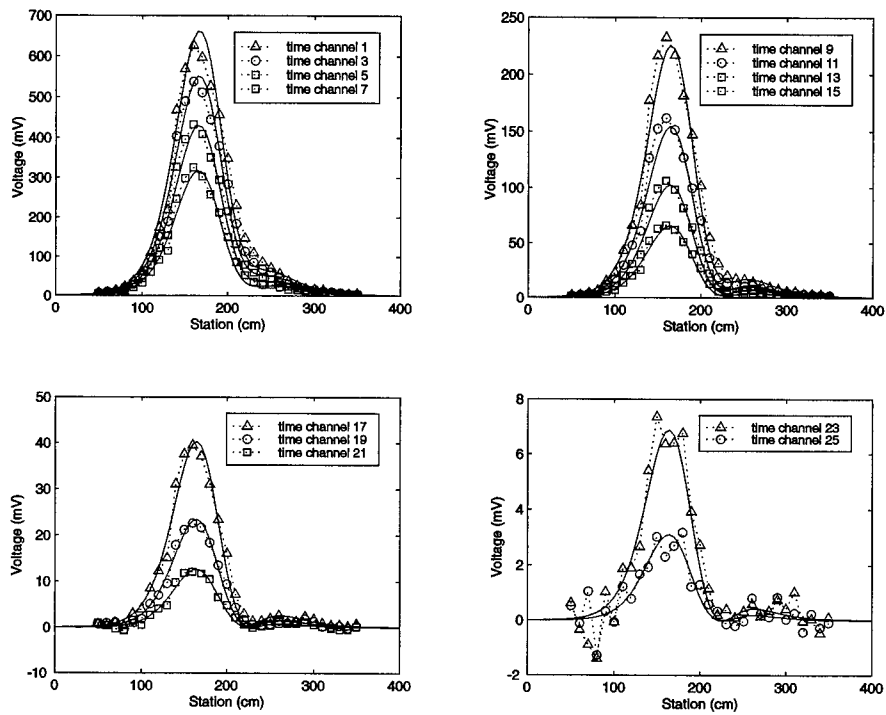 700
600
500
400
300
200
100
0
Voltage (mV)
0 100 200 300 400
Station (cm)
time channel 1
time channel 3
time channel 5
time channel 7
250
200
150
100
50
0
Voltage (mV)
0 100 200 300 400
Station (cm)
time channel 9
time channel 11
time channel 13
time channel 15
50
40
30
20
10
0
-10
Voltage (mV)
0 100 200 300 400
Station (cm)
time channel 17
time channel 19
time channel 21
8
6
4
2
0
-2
Voltage (mV)
0 100 200 300 400
Station (cm)
time channel 23
time channel 25